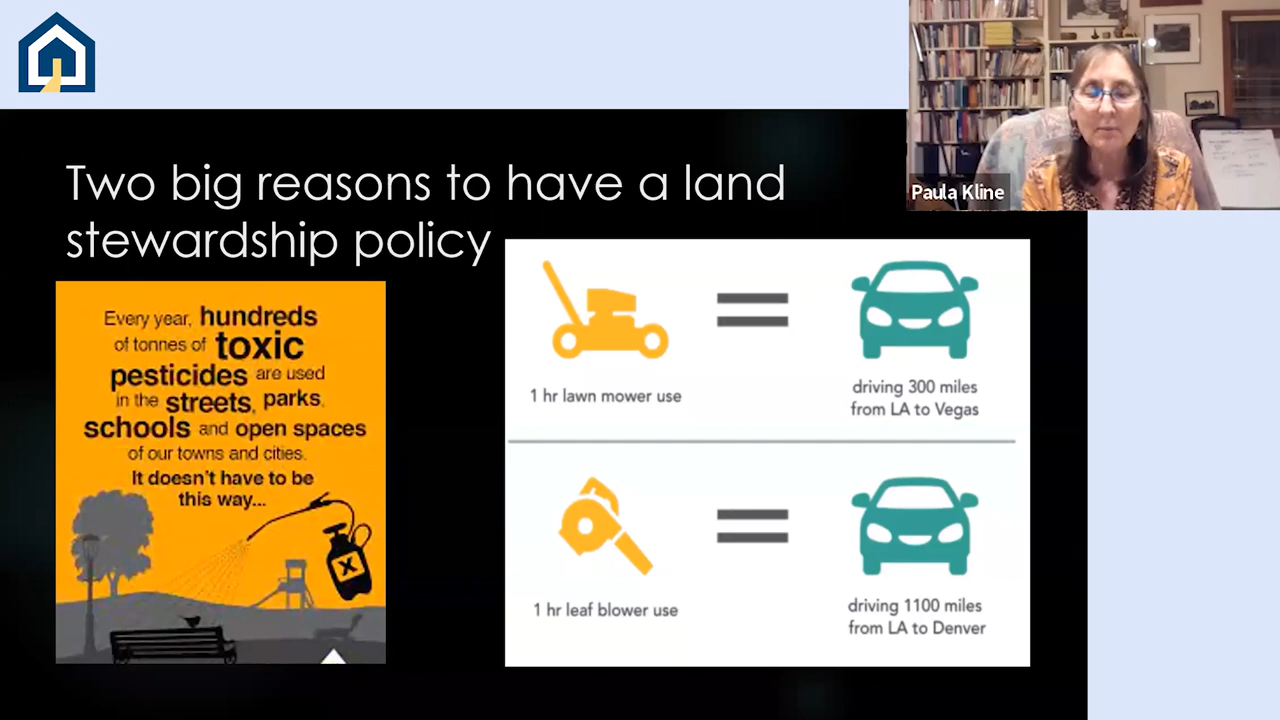 Two big reasons to have a land
stewardship policy
Paula Kline
Every year, hundreds
of tonnes of toxic
pesticides are used
in the streets, parks,
schools and open spaces
of our towns and cities.
It doesn't have to be
this way...
X
1 hr lawn mower use
driving 300 miles
from LA to Vegas
1 hr leaf blower use
driving 1100 miles
from LA to Denver